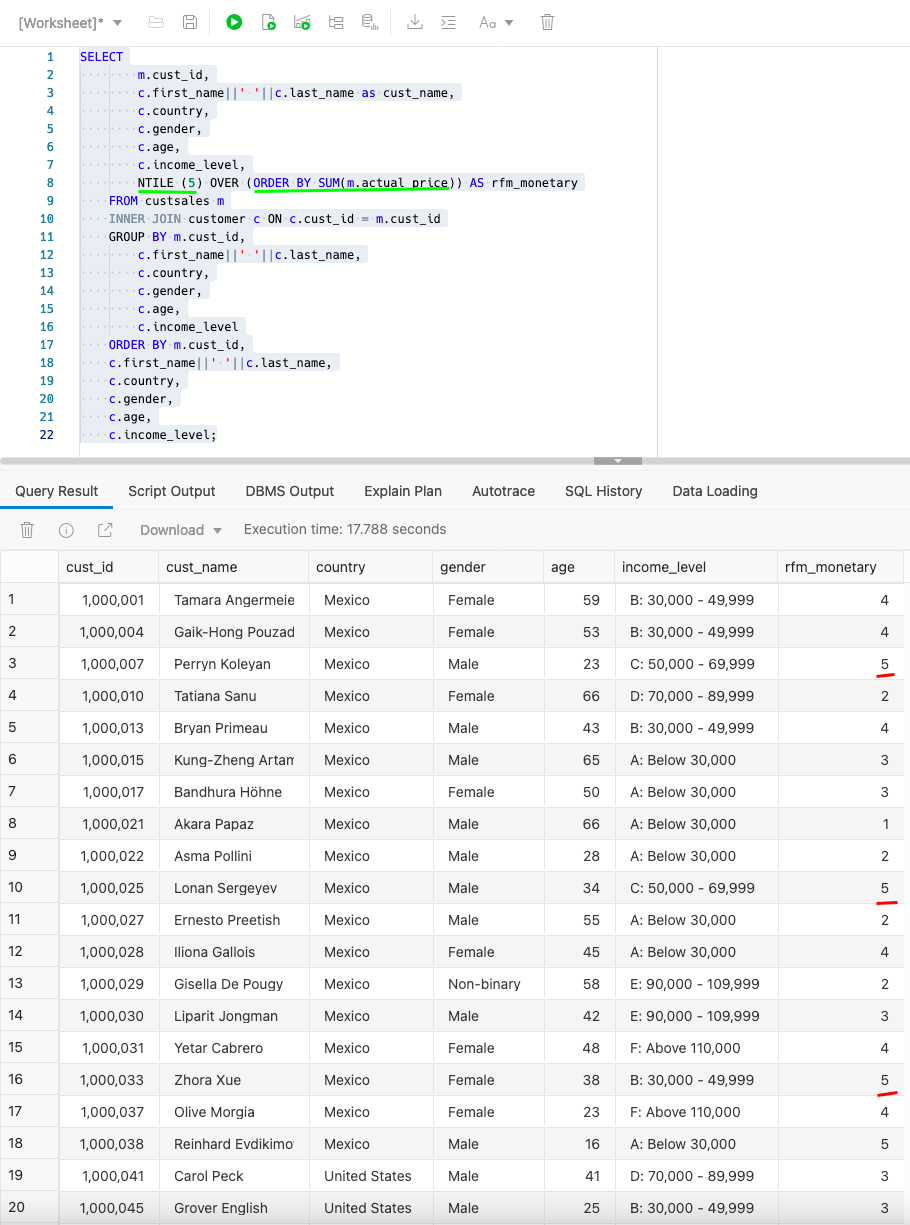 [Worksheet]*
Aa
1 SELECT
2 m.cust_id,
3 c.first_name||' '||c.last_name as cust_name,
4 c.country,
5 c.gender,
6 c.age,
7 c.income_level,
8 NTILE (5) OVER (ORDER BY SUM(m.actual_price)) AS rfm_monetary
9 FROM custsales m
10 INNER JOIN customer c ON c.cust_id = m.cust_id
11 GROUP BY m.cust_id,
12 c.first_name||' '||c.last_name,
13 c.country,
14 c.gender,
15 c.age,
16 c.income_level
17 ORDER BY m.cust_id,
18 c.first_name||' '||c.last_name,
19 c.country,
20 c.gender,
21 c.age,
22 c.income_level;
Query Result Script Output DBMS Output Explain Plan Autotrace SQL History Data Loading
Download Execution time: 17.788 seconds
cust_id cust_name country gender age income_level rfm_monetary
1 1,000,001 Tamara Angermeie Mexico Female 59 B: 30,000 - 49,999 4
2 1,000,004 Gaik-Hong Pouzad Mexico Female 53 B: 30,000 - 49,999 4
3 1,000,007 Perryn Koleyan Mexico Male 23 C: 50,000 - 69,999 5
4 1,000,010 Tatiana Sanu Mexico Female 66 D: 70,000 - 89,999 2
5 1,000,013 Bryan Primeau Mexico Male 43 B: 30,000 - 49,999 4
6 1,000,015 Kung-Zheng Artam Mexico Male 65 A: Below 30,000 3
7 1,000,017 Bandhura Höhne Mexico Female 50 A: Below 30,000 3
8 1,000,021 Akara Papaz Mexico Male 66 A: Below 30,000 1
9 1,000,022 Asma Pollini Mexico Male 28 A: Below 30,000 2
10 1,000,025 Lonan Sergeyev Mexico Male 34 C: 50,000 - 69,999 5
11 1,000,027 Ernesto Preetish Mexico Male 55 A: Below 30,000 2
12 1,000,028 Iliona Gallois Mexico Female 45 A: Below 30,000 4
13 1,000,029 Gisella De Pougy Mexico Non-binary 58 E: 90,000 - 109,999 2
14 1,000,030 Liparit Jongman Mexico Male 42 E: 90,000 - 109,999 3
15 1,000,031 Yetar Cabrero Mexico Female 48 F: Above 110,000 4
16 1,000,033 Zhora Xue Mexico Female 38 B: 30,000 - 49,999 5
17 1,000,037 Olive Morgia Mexico Female 23 F: Above 110,000 4
18 1,000,038 Reinhard Evdikimo Mexico Male 16 A: Below 30,000 5
19 1,000,041 Carol Peck United States Male 41 D: 70,000 - 89,999 3
20 1,000,045 Grover English United States Male 25 B: 30,000 - 49,999 3